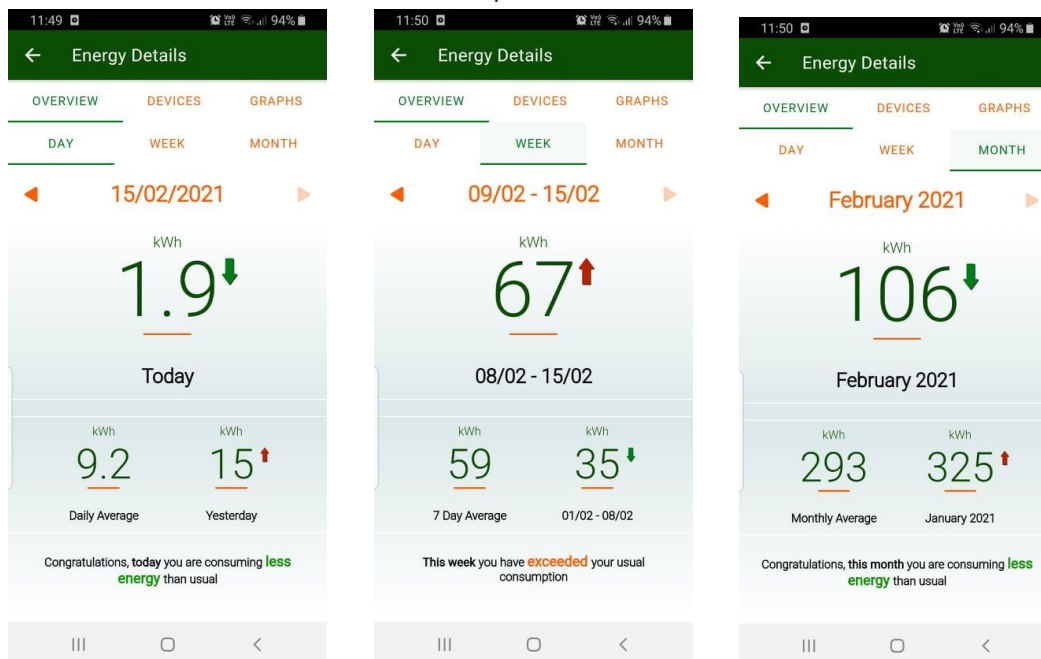 11:49 94%
Energy Details
OVERVIEW DEVICES GRAPHS
DAY WEEK MONTH
15/02/2021
kWh
1.9
Today
kWh kWh
9.2 15
Daily Average Yesterday
Congratulations, today you are consuming less
energy than usual
11:50 94%
Energy Details
OVERVIEW DEVICES GRAPHS
DAY WEEK MONTH
09/02 - 15/02
kWh
67
08/02 - 15/02
kWh kWh
59 35
7 Day Average 01/02 - 08/02
This week you have exceeded your usual
consumption
11:50 94%
Energy Details
OVERVIEW DEVICES GRAPHS
DAY WEEK MONTH
February 2021
kWh
106
February 2021
kWh kWh
293 325
Monthly Average January 2021
Congratulations, this month you are consuming less
energy than usual